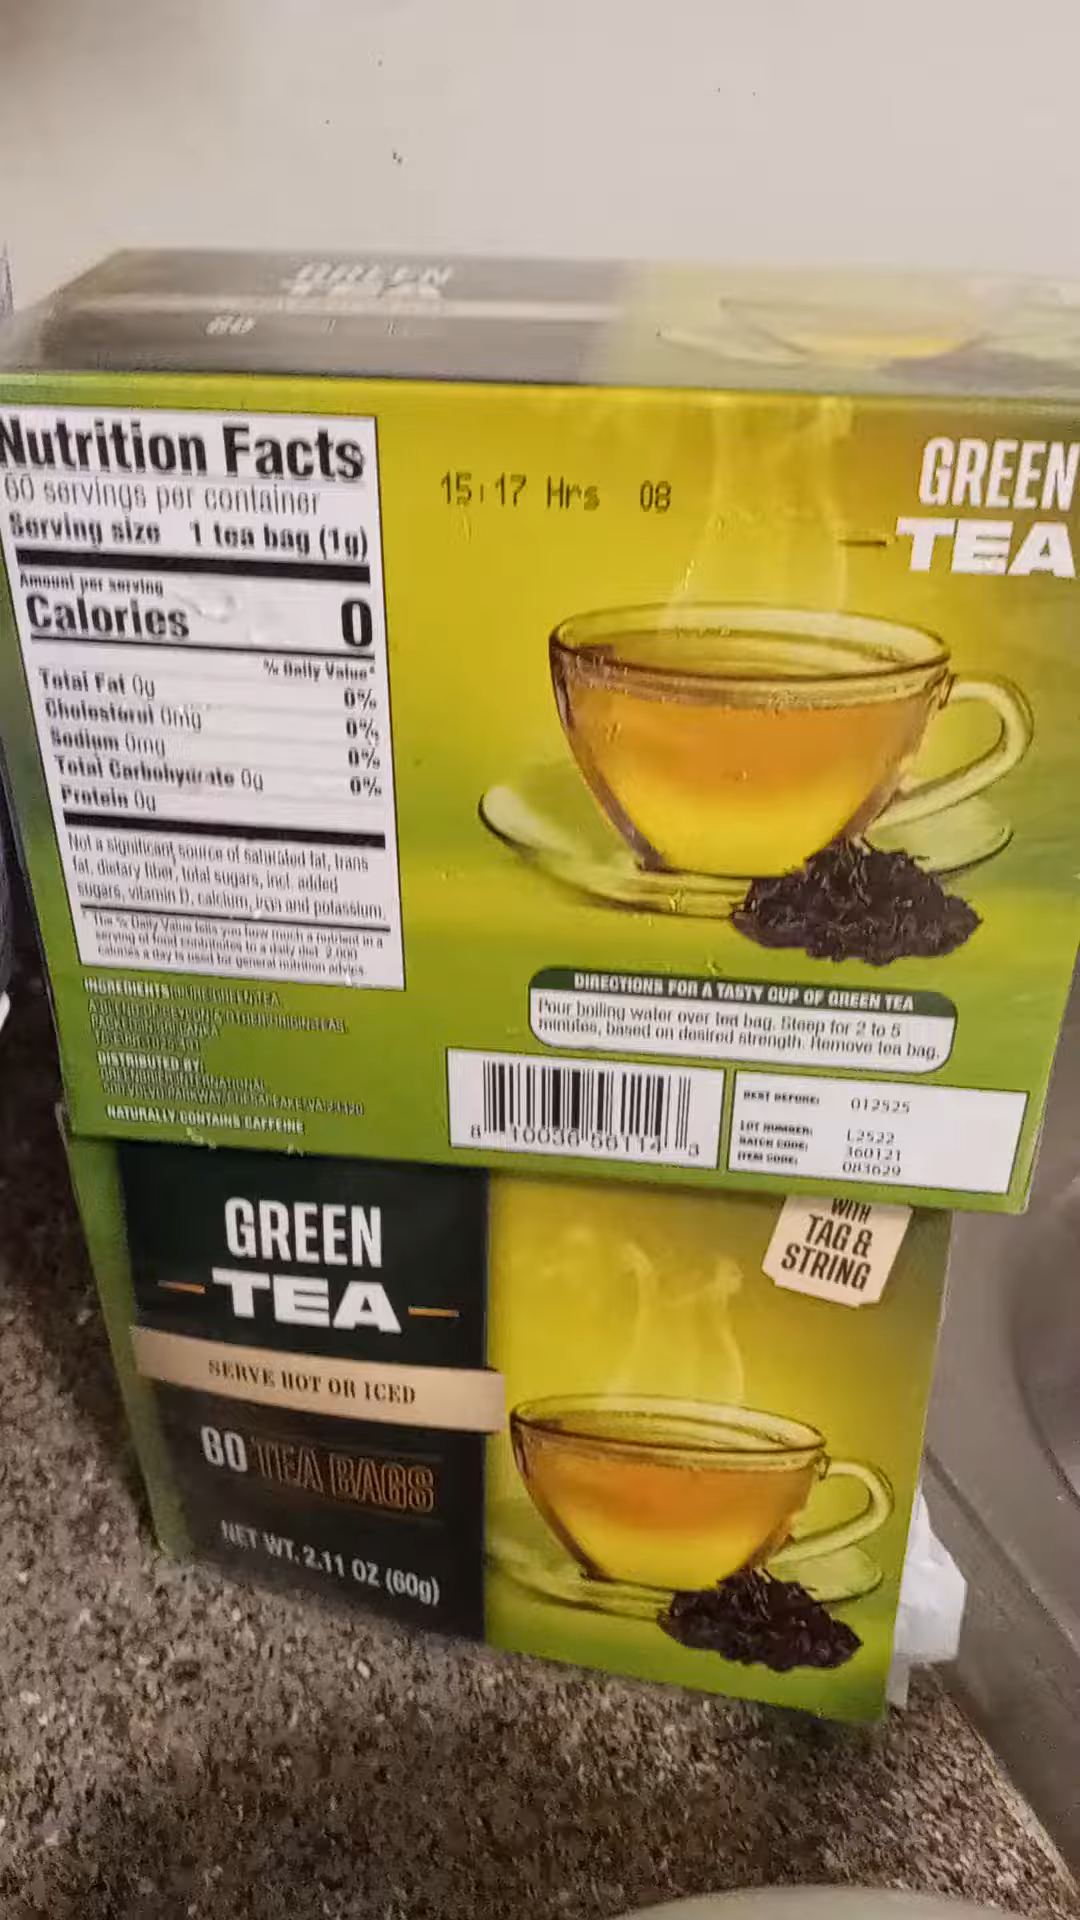 GREEN
TEA
60
Nutrition Facts
60 servings per container
Serving size 1 tea bag (1g)
Amount per serving
Calories 0
% Daily Value*
Total Fat 0g 0%
Cholesterol 0mg 0%
Sodium 0mg 0%
Total Carbohydrate 0g 0%
Protein 0g
Not a significant source of saturated fat, trans
fat, dietary fiber, total sugars, incl. added
sugars, vitamin D, calcium, iron and potassium.
* The % Daily Value tells you how much a nutrient in a
serving of food contributes to a daily diet. 2,000
calories a day is used for general nutrition advice.
INGREDIENTS
DISTRIBUTED BY
NATURALLY CONTAINS CAFFEINE
15:17 Hrs 08
GREEN
TEA
DIRECTIONS FOR A TASTY CUP OF GREEN TEA
Pour boiling water over tea bag. Steep for 2 to 5
minutes, based on desired strength. Remove tea bag.
8 10036 56114 3
BEST BEFORE: 012525
LOT NUMBER: L2522
BATCH CODE: 360121
ITEM CODE: 083629
GREEN
TEA
SERVE HOT OR ICED
60 TEA BAGS
NET WT. 2.11 OZ (60g)
WITH
TAG &
STRING